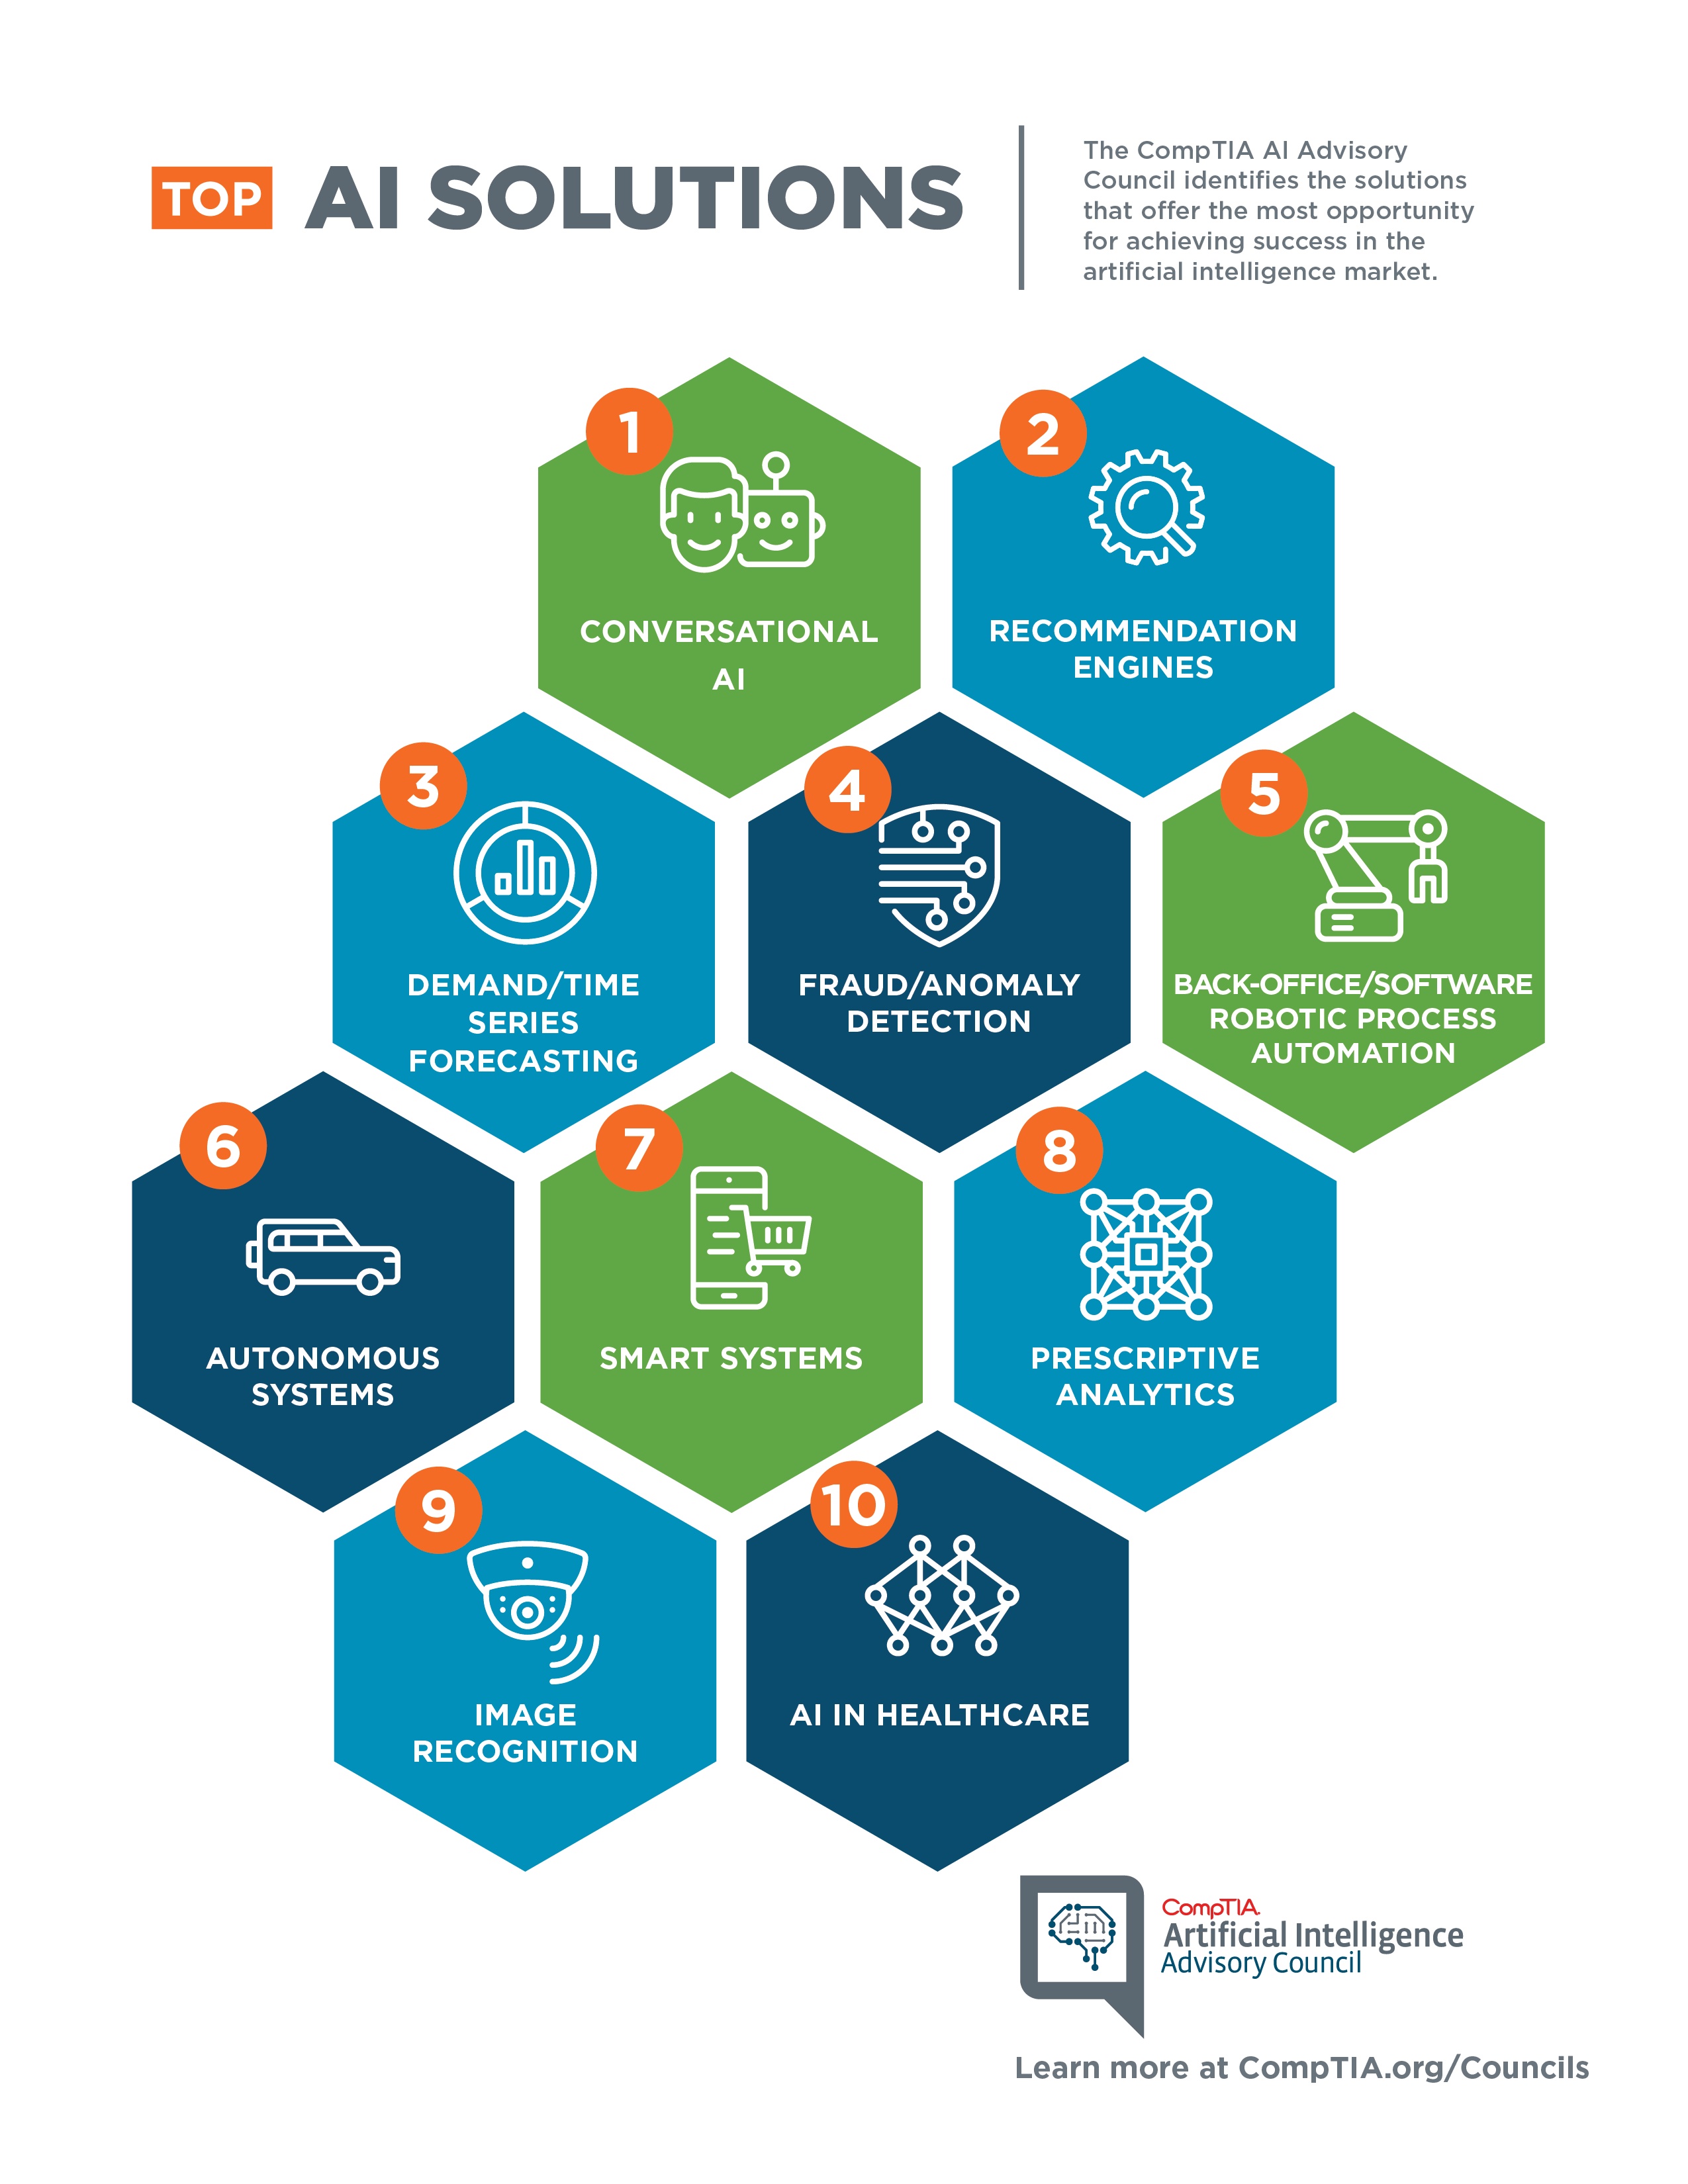 TOP AI SOLUTIONS
The CompTIA AI Advisory
Council identifies the solutions
that offer the most opportunity
for achieving success in the
artificial intelligence market.
1
CONVERSATIONAL
AI
2
RECOMMENDATION
ENGINES
3
DEMAND/TIME
SERIES
FORECASTING
4
FRAUD/ANOMALY
DETECTION
5
BACK-OFFICE/SOFTWARE
ROBOTIC PROCESS
AUTOMATION
6
AUTONOMOUS
SYSTEMS
7
SMART SYSTEMS
8
PRESCRIPTIVE
ANALYTICS
9
IMAGE
RECOGNITION
10
AI IN HEALTHCARE
CompTIA.
Artificial Intelligence
Advisory Council
Learn more at CompTIA.org/Councils